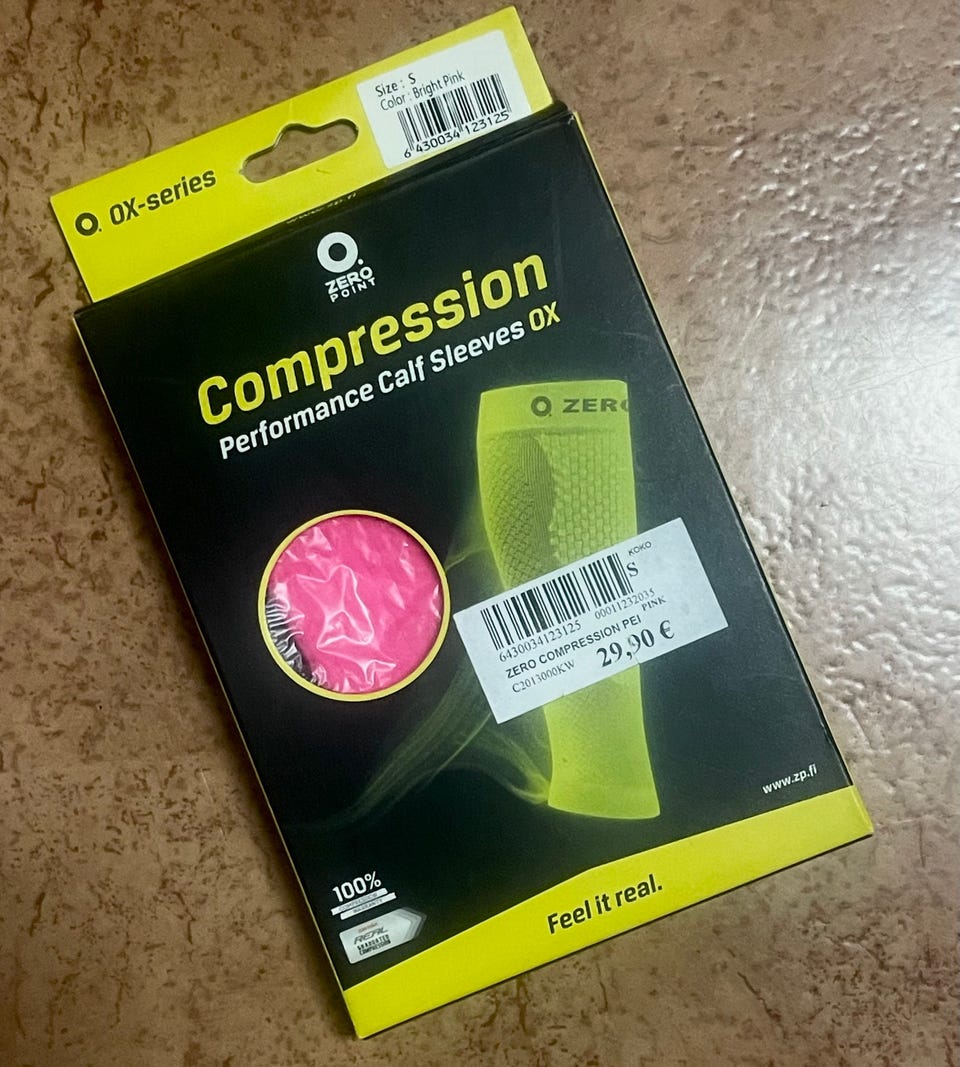 Size : S
Color : Bright Pink
6 430034 123125
O. OX-series
O.
ZERO
POINT
Compression
Performance Calf Sleeves OX
O. ZERO
KOKO
S
6430034123125 00011232035
ZERO COMPRESSION PEI PINK
C2013000KW 29,90 €
www.zp.fi
100%
REAL
GRADUATED
COMPRESSION
Feel it real.